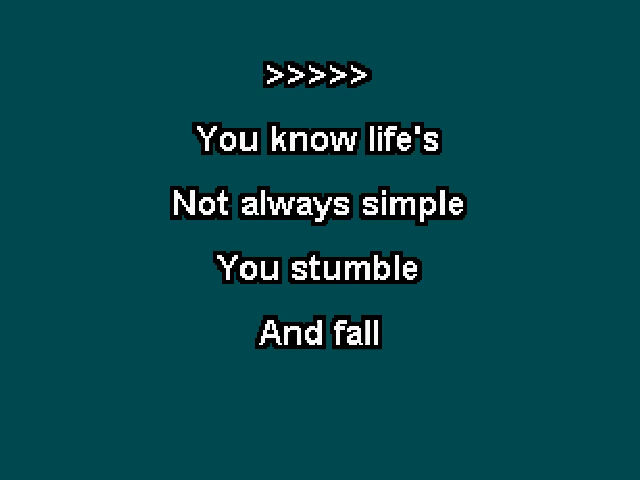 >>>>>
You know life's
Not always simple
You stumble
And fall